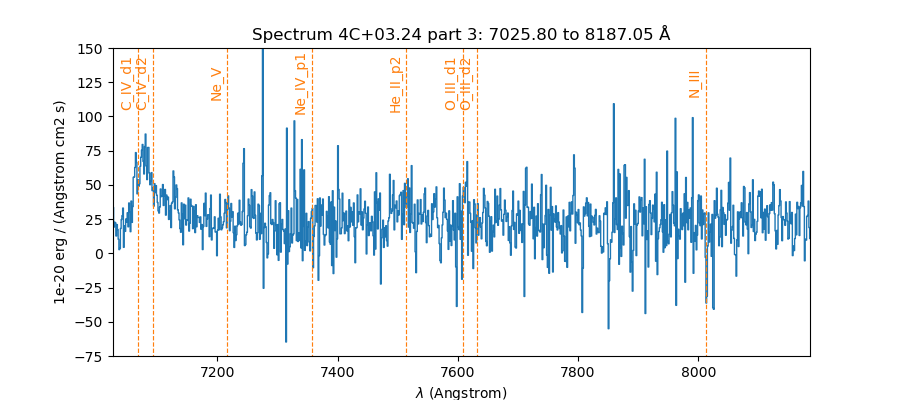 Spectrum 4C+03.24 part 3: 7025.80 to 8187.05 Å
150
125
100
75
50
25
0
−25
−50
−75
1e-20 erg / (Angstrom cm2 s)
C_IV_d1
C_IV_d2
Ne_V
Ne_IV_p1
He_II_p2
O_III_d1
O_III_d2
N_III
7200
7400
7600
7800
8000
λ (Angstrom)